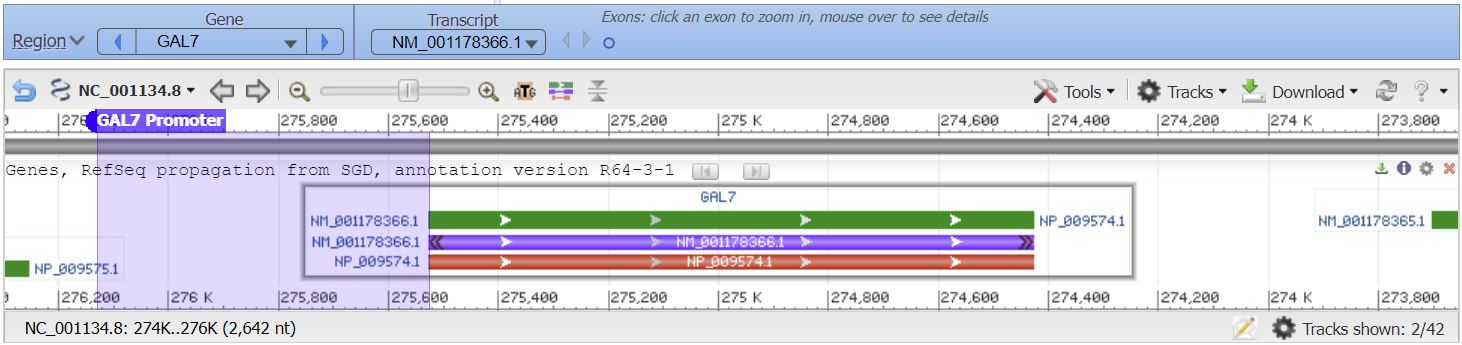 Gene Transcript Exons: click an exon to zoom in, mouse over to see details
Region GAL7 NM_001178366.1
NC_001134.8 ATG Tools Tracks Download ?
GAL7 Promoter
276 275,800 275,600 275,400 275,200 275 K 274,800 274,600 274,400 274,200 274 K 273,800
Genes, RefSeq propagation from SGD, annotation version R64-3-1
GAL7
NM_001178366.1 NP_009574.1 NM_001178365.1
NM_001178366.1 NM_001178366.1
NP_009575.1 NP_009574.1 NP_009574.1
276,200 276 K 275,800 275,600 275,400 275,200 275 K 274,800 274,600 274,400 274,200 274 K 273,800
NC_001134.8: 274K..276K (2,642 nt) Tracks shown: 2/42